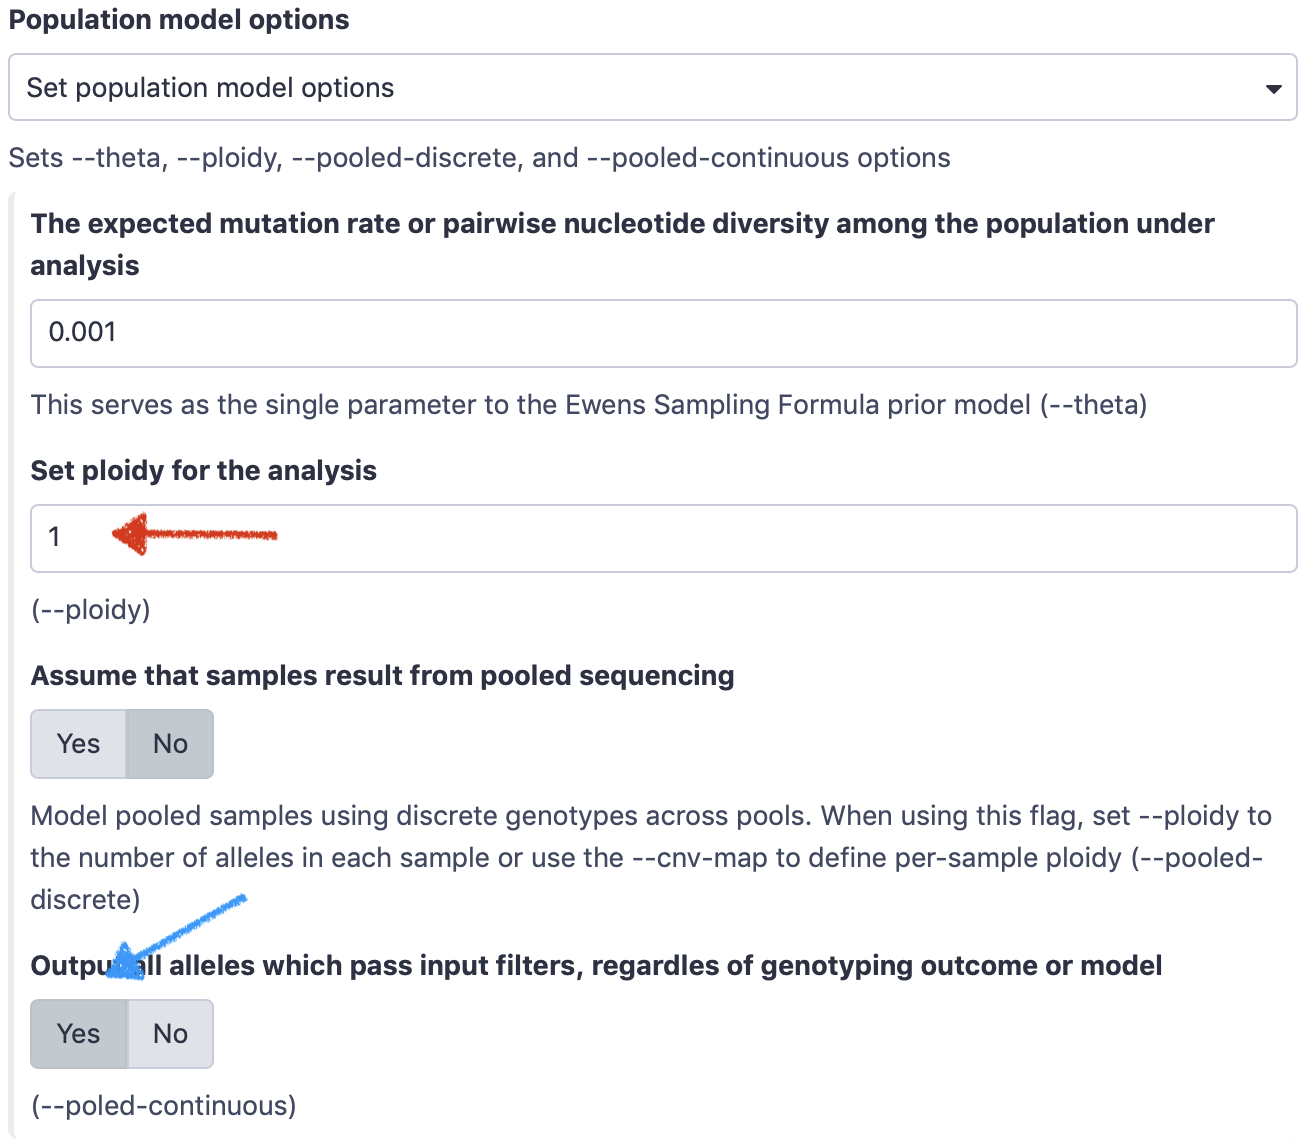 Population model options
Set population model options
Sets --theta, --ploidy, --pooled-discrete, and --pooled-continuous options
The expected mutation rate or pairwise nucleotide diversity among the population under
analysis
0.001
This serves as the single parameter to the Ewens Sampling Formula prior model (--theta)
Set ploidy for the analysis
1
(--ploidy)
Assume that samples result from pooled sequencing
Yes No
Model pooled samples using discrete genotypes across pools. When using this flag, set --ploidy to
the number of alleles in each sample or use the --cnv-map to define per-sample ploidy (--pooled-
discrete)
Output all alleles which pass input filters, regardles of genotyping outcome or model
Yes No
(--poled-continuous)